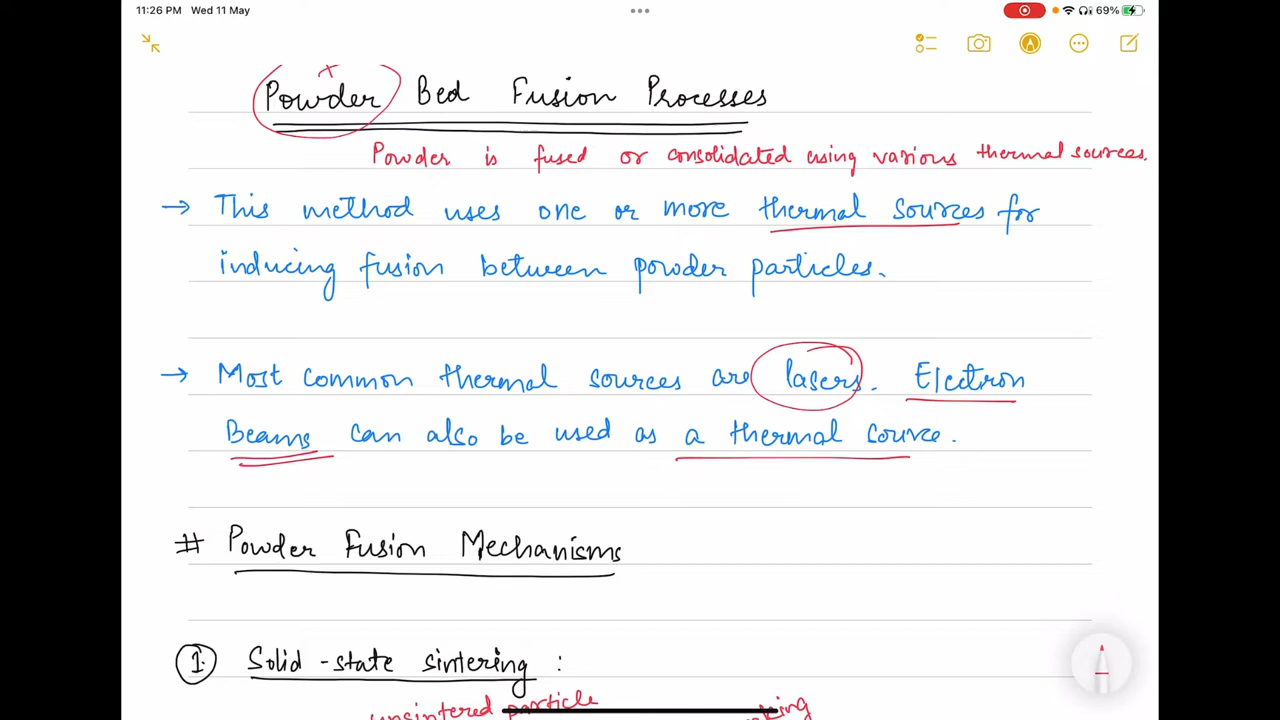 11:26 PM Wed 11 May
69%
Powder Bed Fusion Processes
Powder is fused or consolidated using various thermal sources.
→ This method uses one or more thermal sources for
inducing fusion between powder particles.
→ Most common thermal sources are lasers. Electron
Beams can also be used as a thermal source.
# Powder Fusion Mechanisms
1. Solid-state sintering :
unsintered particle